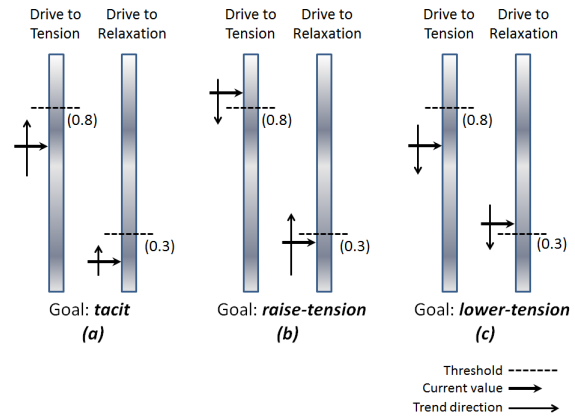 Drive to Tension
Drive to Relaxation
(0.8)
(0.3)
Goal: tacit
(a)
Drive to Tension
Drive to Relaxation
(0.8)
(0.3)
Goal: raise-tension
(b)
Drive to Tension
Drive to Relaxation
(0.8)
(0.3)
Goal: lower-tension
(c)
Threshold
Current value
Trend direction